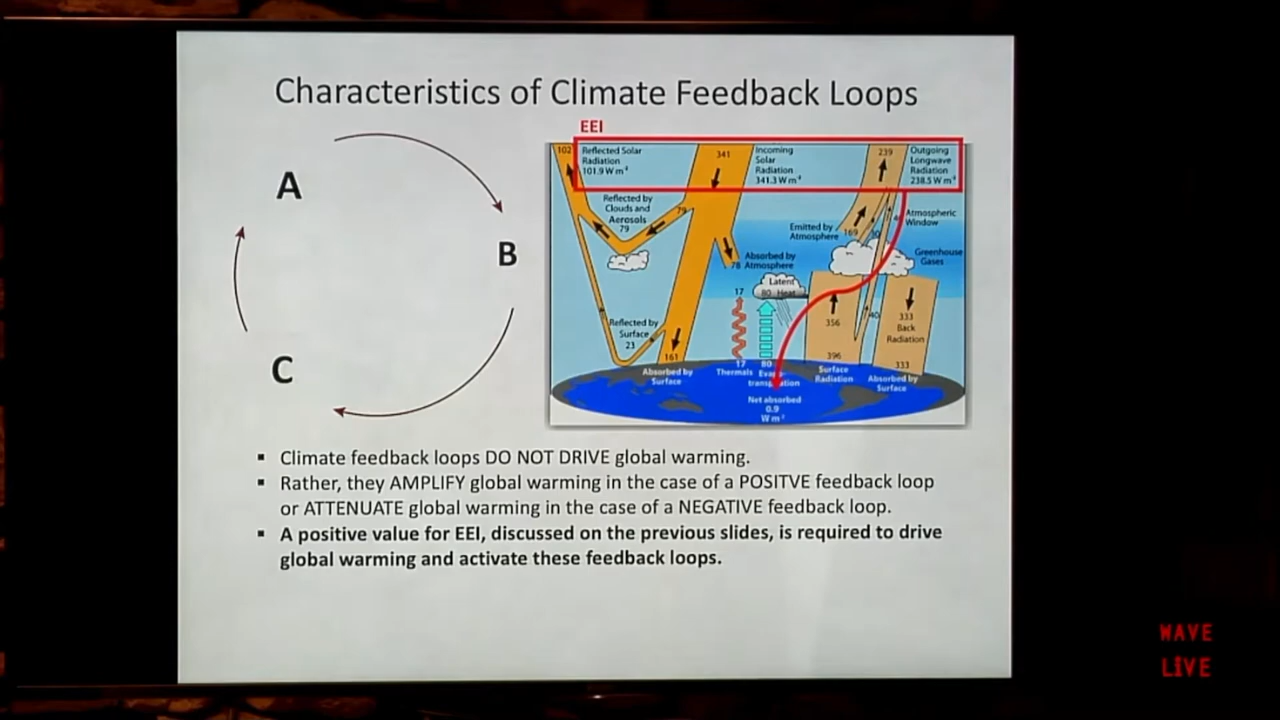 Characteristics of Climate Feedback Loops
EEI
A
B
C
102
Reflected Solar
Radiation
101.9 W m⁻²
341
Incoming
Solar
Radiation
341.3 W m⁻²
239
Outgoing
Longwave
Radiation
238.5 W m⁻²
Reflected by
Clouds and
Aerosols
79
79
Emitted by
Atmosphere
169
30
Atmospheric
Window
Greenhouse
Gases
78
Absorbed by
Atmosphere
17
Latent
80 Heat
Reflected by
Surface
23
356
40
333
Back
Radiation
161
Absorbed by
Surface
17
Thermals
80
transpiration
396
Surface
Radiation
333
Absorbed by
Surface
Net absorbed
0.9
W m⁻²
▪ Climate feedback loops DO NOT DRIVE global warming.
▪ Rather, they AMPLIFY global warming in the case of a POSITVE feedback loop
or ATTENUATE global warming in the case of a NEGATIVE feedback loop.
▪ A positive value for EEI, discussed on the previous slides, is required to drive
global warming and activate these feedback loops.
WAVE
LiVE